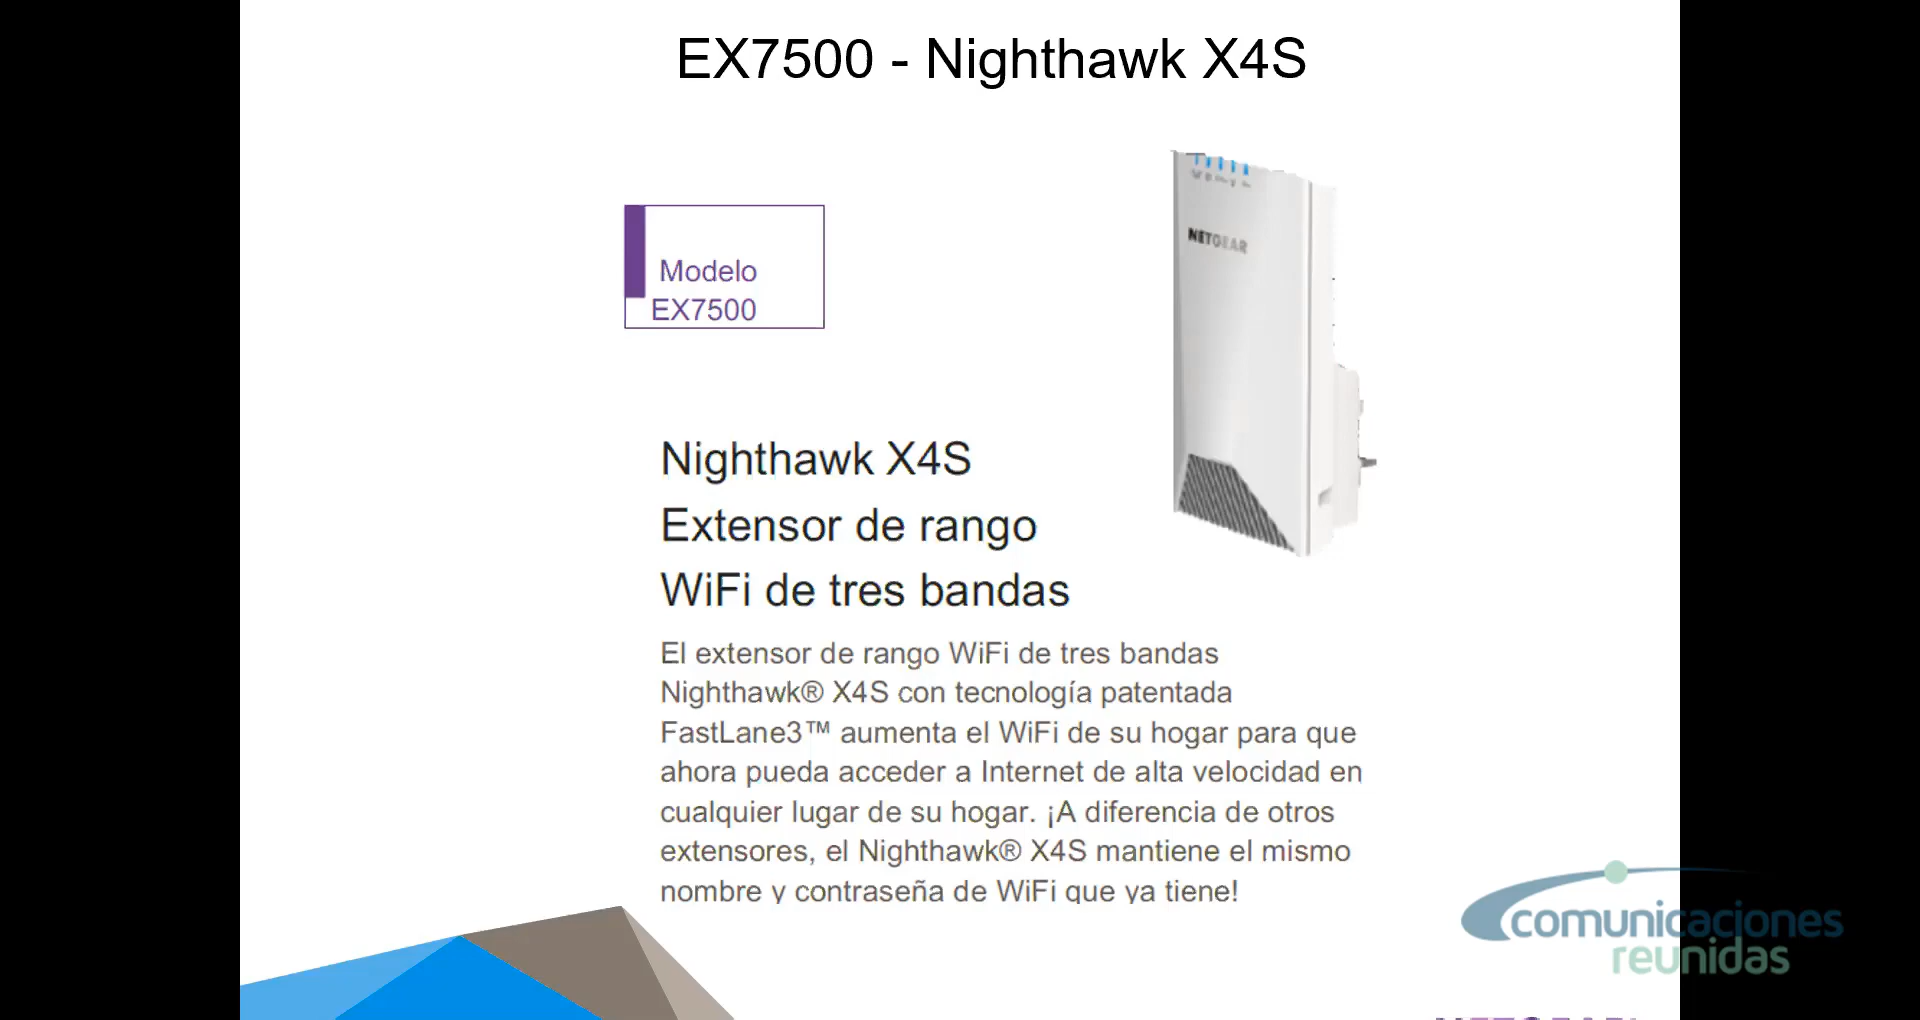 EX7500 - Nighthawk X4S
NETGEAR
Modelo
EX7500
Nighthawk X4S
Extensor de rango
WiFi de tres bandas
El extensor de rango WiFi de tres bandas
Nighthawk® X4S con tecnología patentada
FastLane3™ aumenta el WiFi de su hogar para que
ahora pueda acceder a Internet de alta velocidad en
cualquier lugar de su hogar. ¡A diferencia de otros
extensores, el Nighthawk® X4S mantiene el mismo
nombre y contraseña de WiFi que ya tiene!
comunicaciones
reunidas